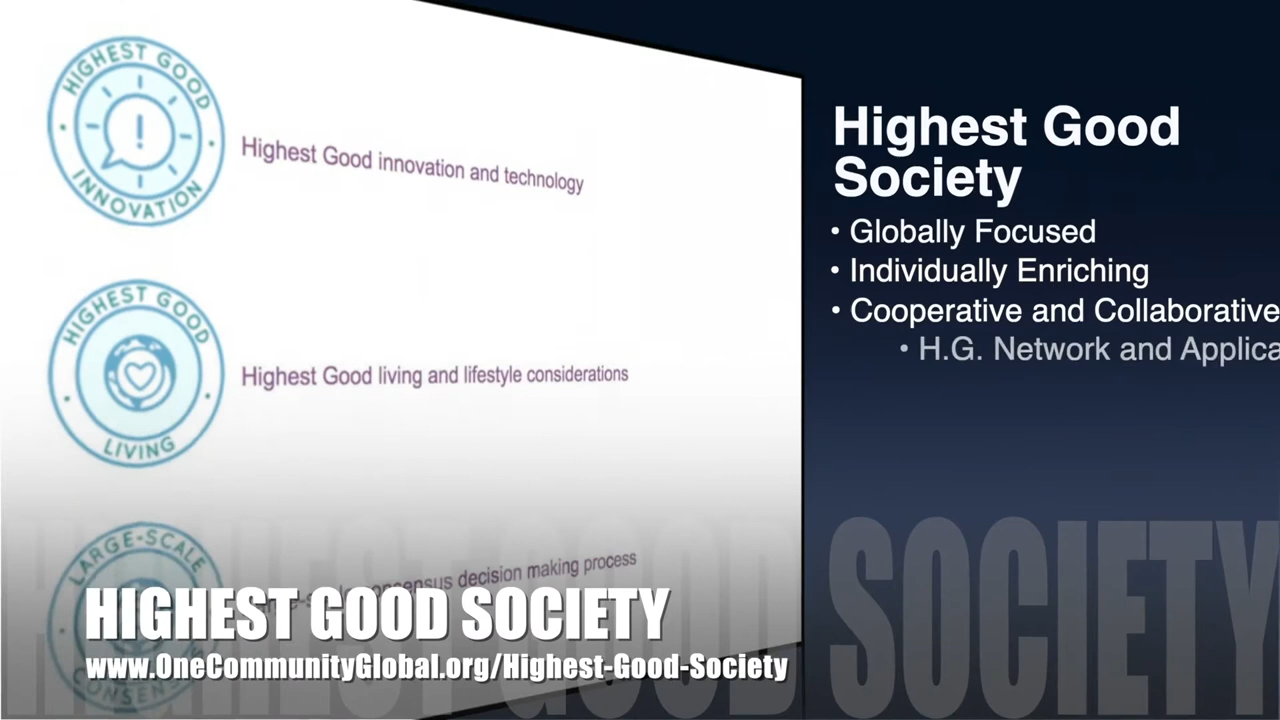 HIGHEST GOOD
INNOVATION
Highest Good innovation and technology
HIGHEST GOOD
LIVING
Highest Good living and lifestyle considerations
LARGE-SCALE
consensus decision making process
Highest Good
Society
• Globally Focused
• Individually Enriching
• Cooperative and Collaborative
• H.G. Network and Applica
HIGHEST GOOD SOCIETY
HIGHEST GOOD SOCIETY
www.OneCommunityGlobal.org/Highest-Good-Society